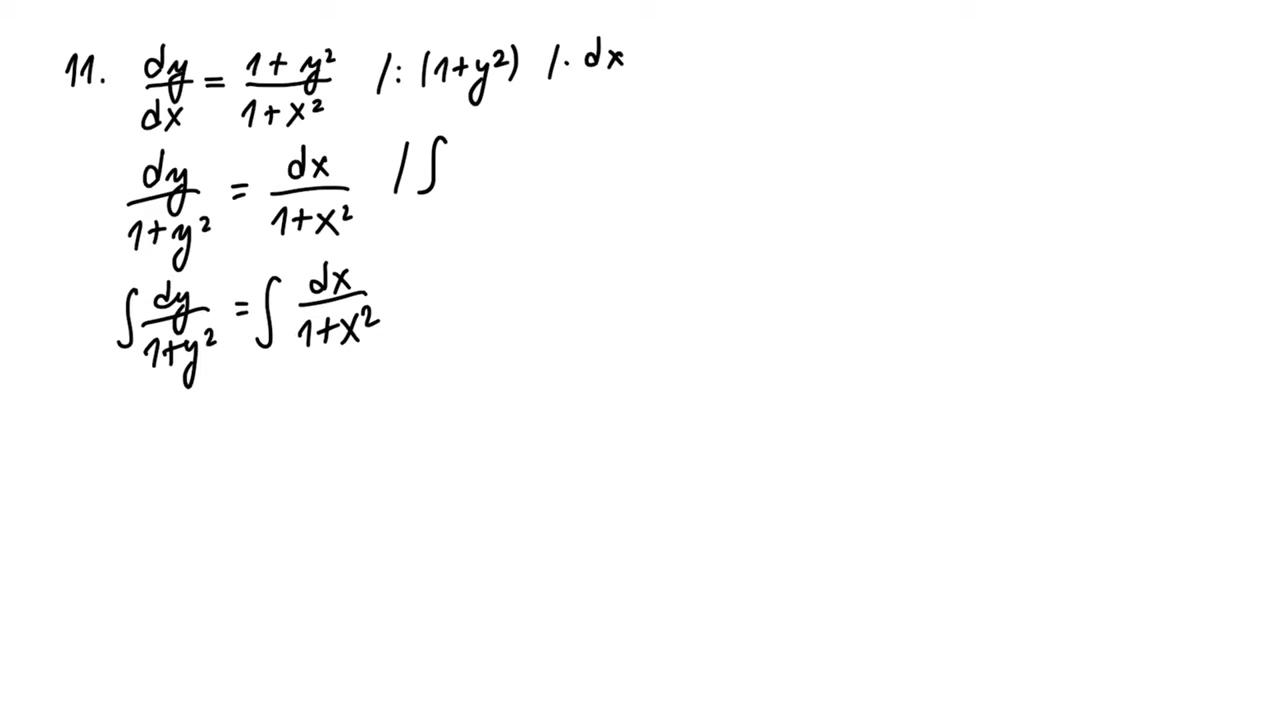 11. dy/dx = (1+y²)/(1+x²) /:(1+y²) /· dx
dy/(1+y²) = dx/(1+x²) /∫
∫ dy/(1+y²) = ∫ dx/(1+x²)